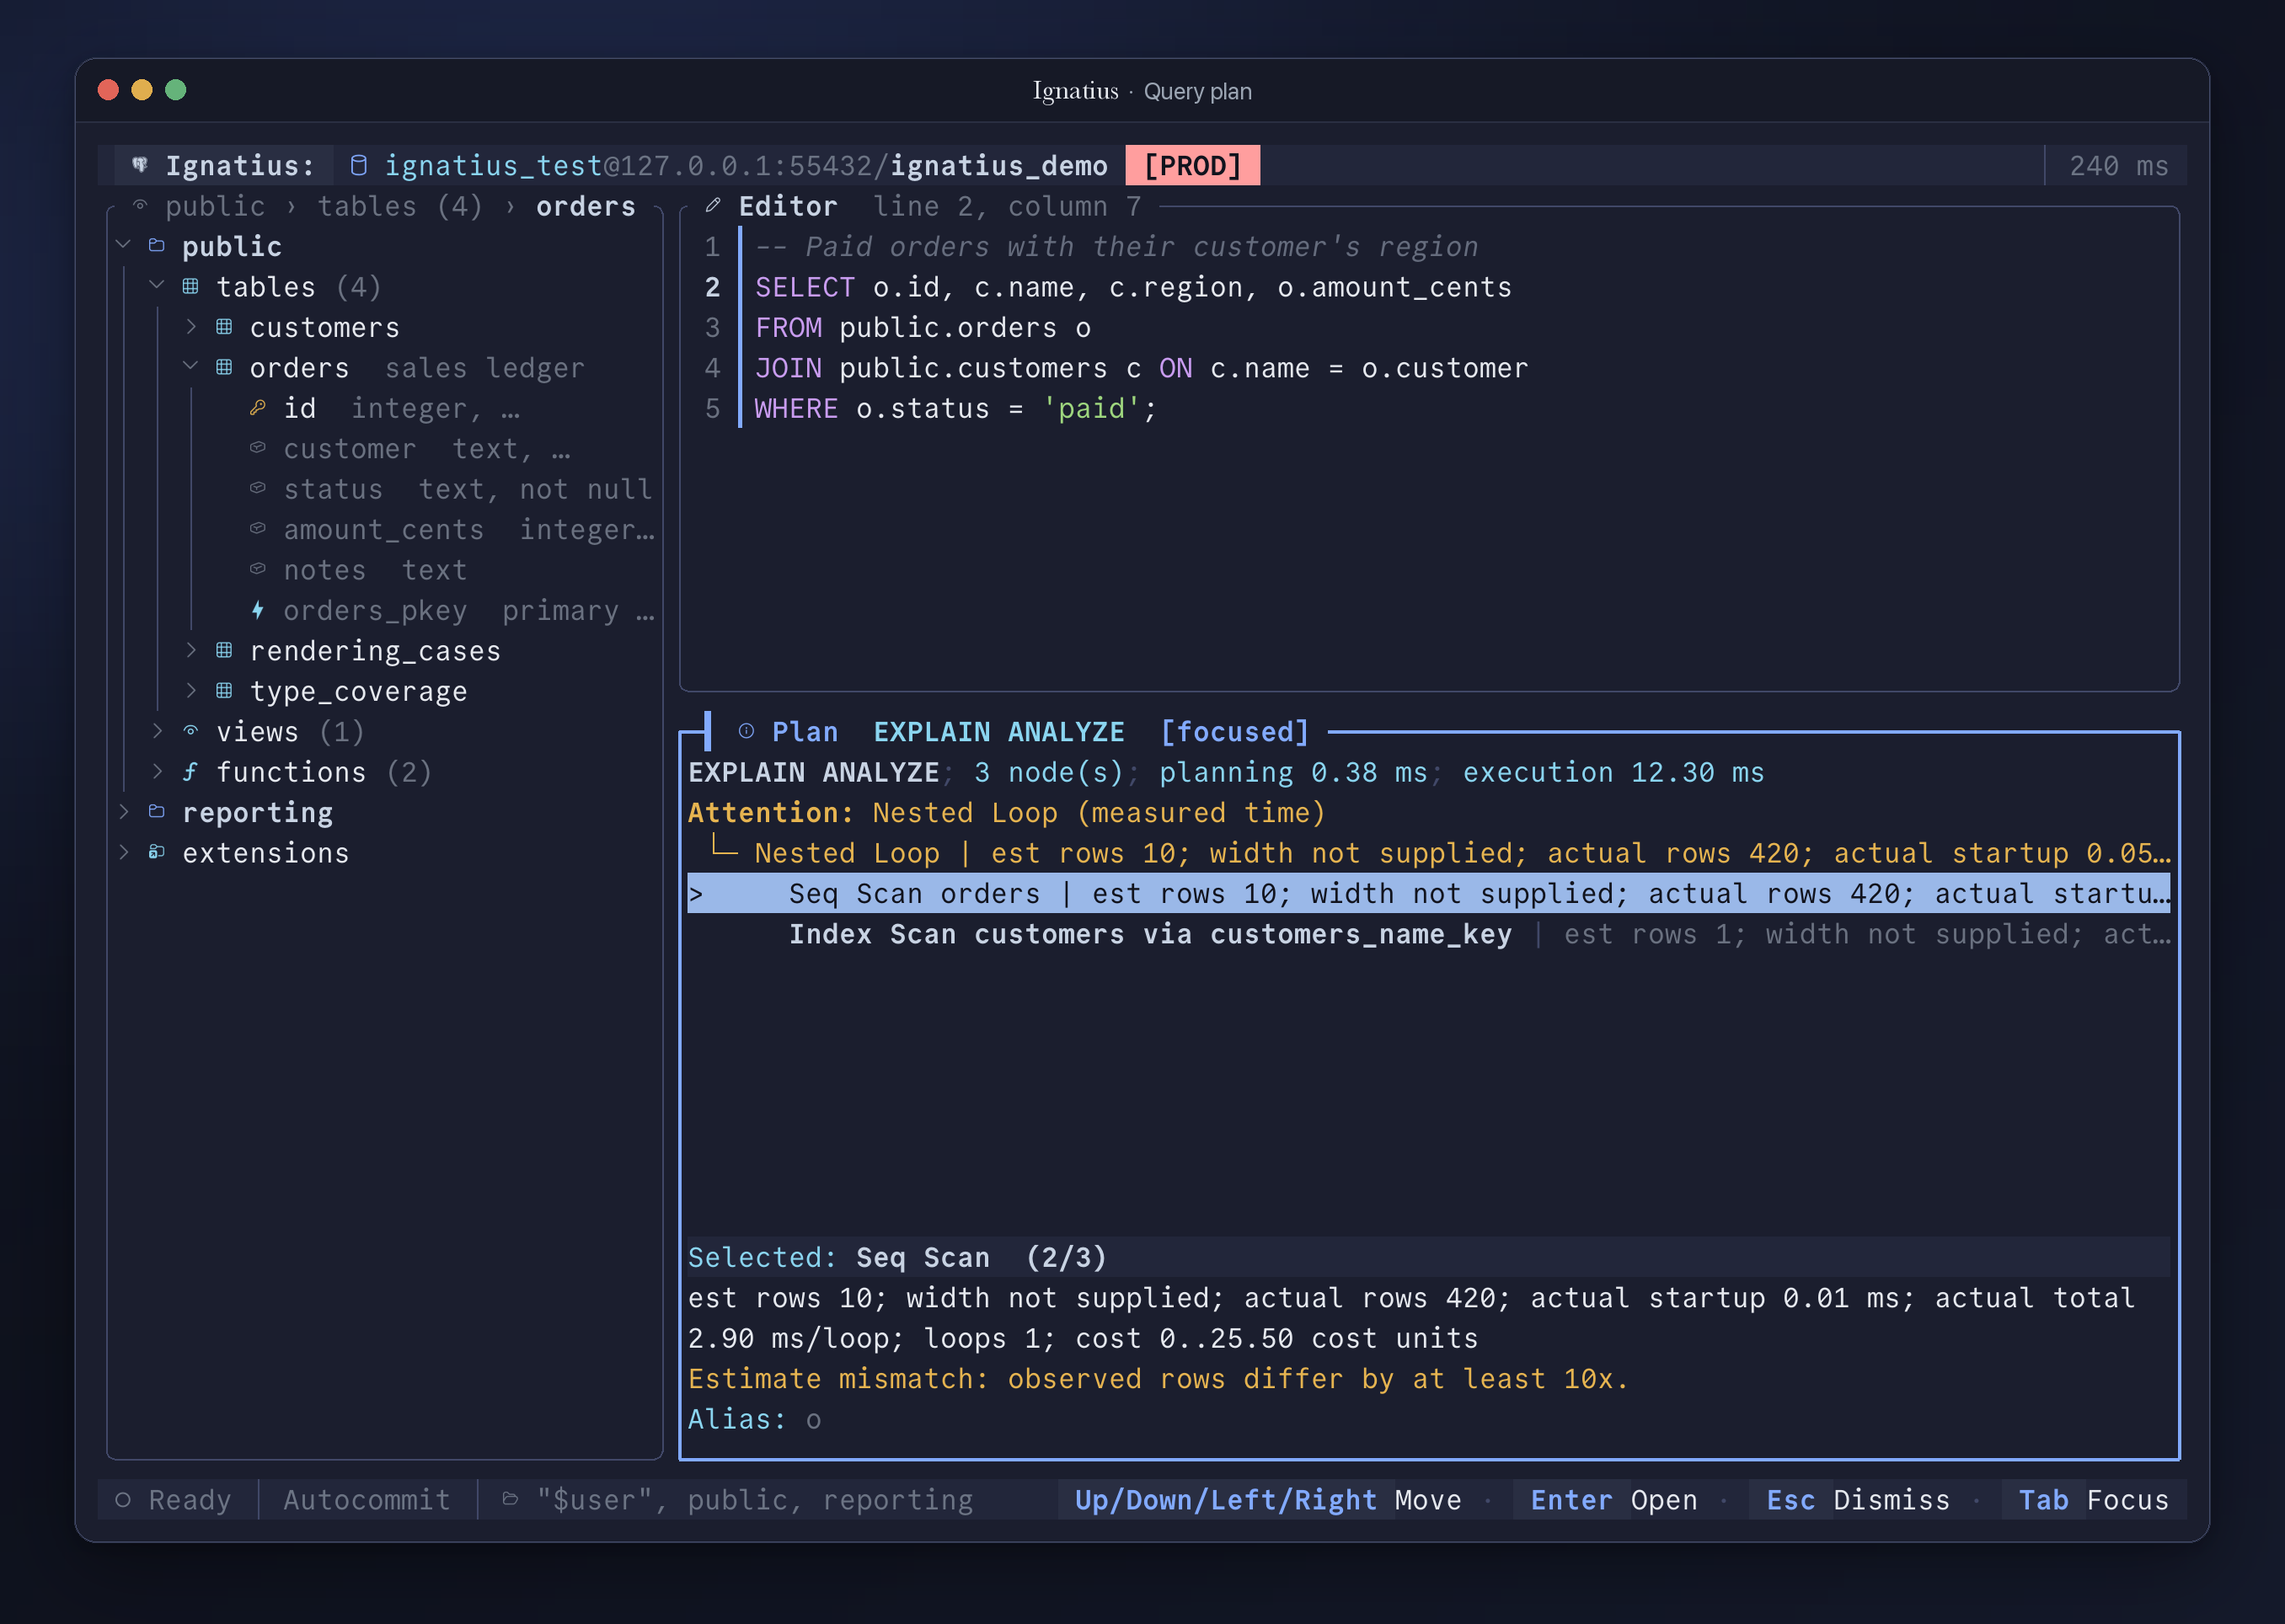 Ignatius · Query plan
Ignatius: ignatius_test@127.0.0.1:55432/ignatius_demo [PROD] 240 ms
public › tables (4) › orders
public
tables (4)
customers
orders sales ledger
id integer, …
customer text, …
status text, not null
amount_cents integer…
notes text
orders_pkey primary …
rendering_cases
type_coverage
views (1)
functions (2)
reporting
extensions
Editor line 2, column 7
1 -- Paid orders with their customer's region
2 SELECT o.id, c.name, c.region, o.amount_cents
3 FROM public.orders o
4 JOIN public.customers c ON c.name = o.customer
5 WHERE o.status = 'paid';
Plan EXPLAIN ANALYZE [focused]
EXPLAIN ANALYZE; 3 node(s); planning 0.38 ms; execution 12.30 ms
Attention: Nested Loop (measured time)
└─ Nested Loop | est rows 10; width not supplied; actual rows 420; actual startup 0.05…
> Seq Scan orders | est rows 10; width not supplied; actual rows 420; actual startu…
Index Scan customers via customers_name_key | est rows 1; width not supplied; act…
Selected: Seq Scan (2/3)
est rows 10; width not supplied; actual rows 420; actual startup 0.01 ms; actual total
2.90 ms/loop; loops 1; cost 0..25.50 cost units
Estimate mismatch: observed rows differ by at least 10x.
Alias: o
Ready Autocommit "$user", public, reporting Up/Down/Left/Right Move · Enter Open · Esc Dismiss · Tab Focus